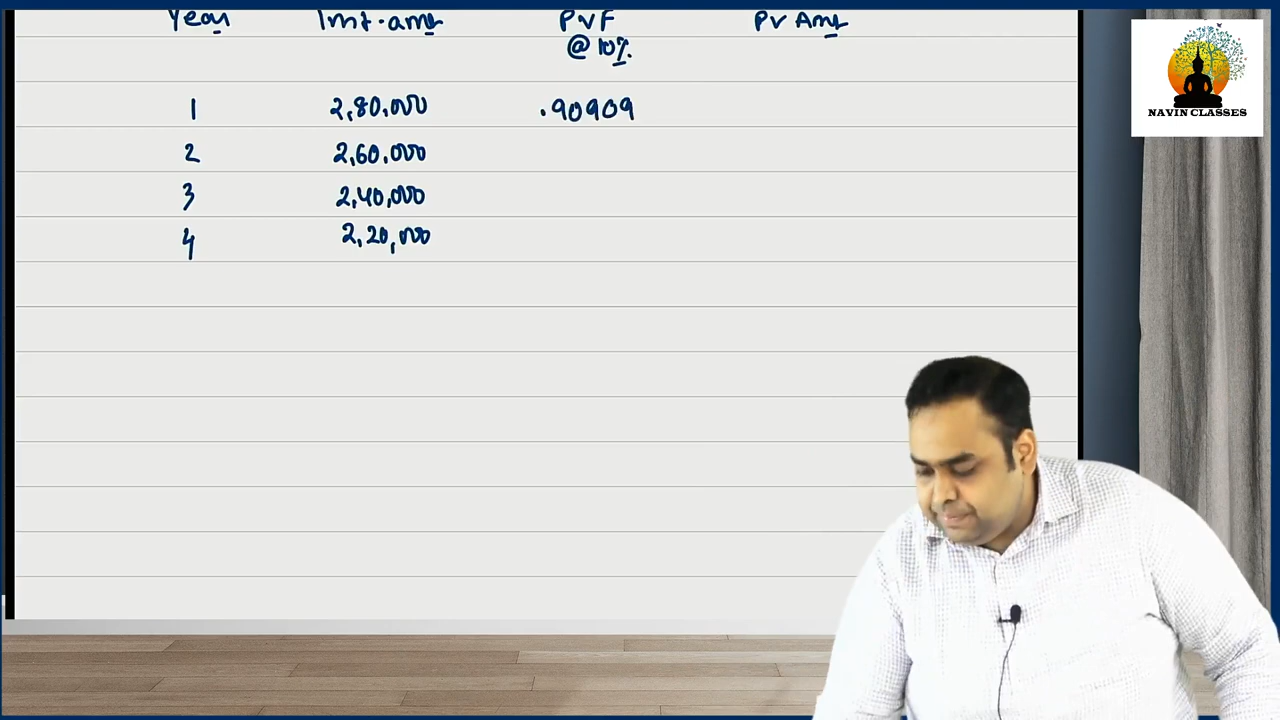 Year Inst.amt PVF PV Amt
@ 10%.
1 2,80,000 .90909
2 2,60,000
3 2,40,000
4 2,20,000
NAVIN CLASSES